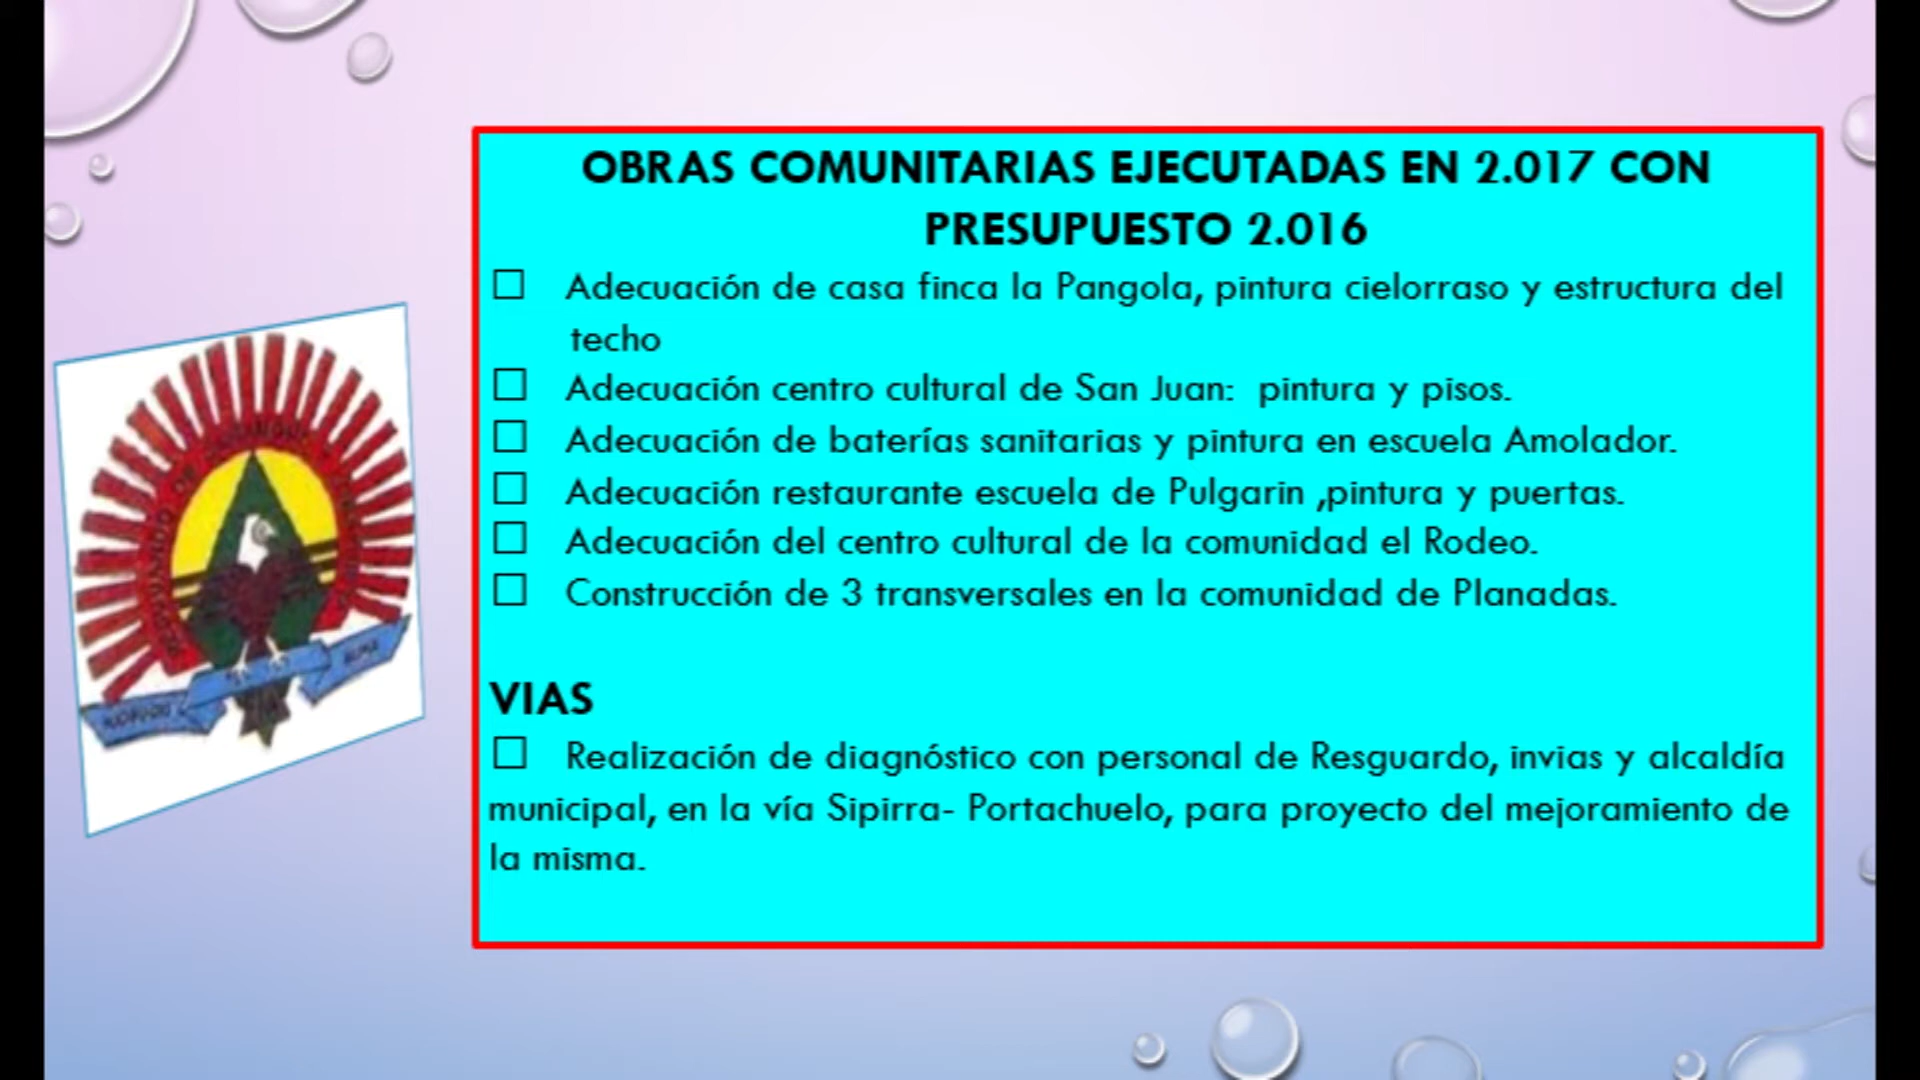 OBRAS COMUNITARIAS EJECUTADAS EN 2.017 CON
PRESUPUESTO 2.016
☐ Adecuación de casa finca la Pangola, pintura cielorraso y estructura del
techo
☐ Adecuación centro cultural de San Juan:  pintura y pisos.
☐ Adecuación de baterías sanitarias y pintura en escuela Amolador.
☐ Adecuación restaurante escuela de Pulgarin ,pintura y puertas.
☐ Adecuación del centro cultural de la comunidad el Rodeo.
☐ Construcción de 3 transversales en la comunidad de Planadas.
VIAS
☐ Realización de diagnóstico con personal de Resguardo, invias y alcaldía
municipal, en la vía Sipirra- Portachuelo, para proyecto del mejoramiento de
la misma.